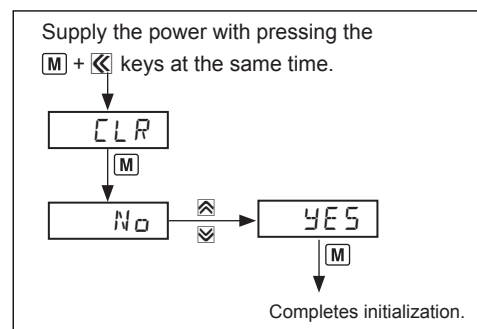 Supply the power with pressing the
M + « keys at the same time.
CLR
M
No
YES
M
Completes initialization.